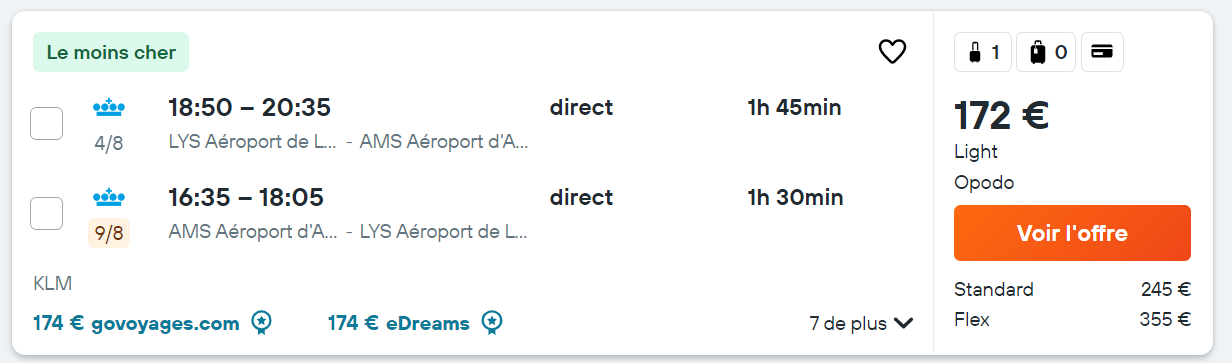 Le moins cher
18:50 – 20:35 direct 1h 45min
4/8 LYS Aéroport de L... - AMS Aéroport d'A...
16:35 – 18:05 direct 1h 30min
9/8 AMS Aéroport d'A... - LYS Aéroport de L...
KLM
174 € govoyages.com 174 € eDreams 7 de plus
1 0
172 €
Light
Opodo
Voir l'offre
Standard 245 €
Flex 355 €